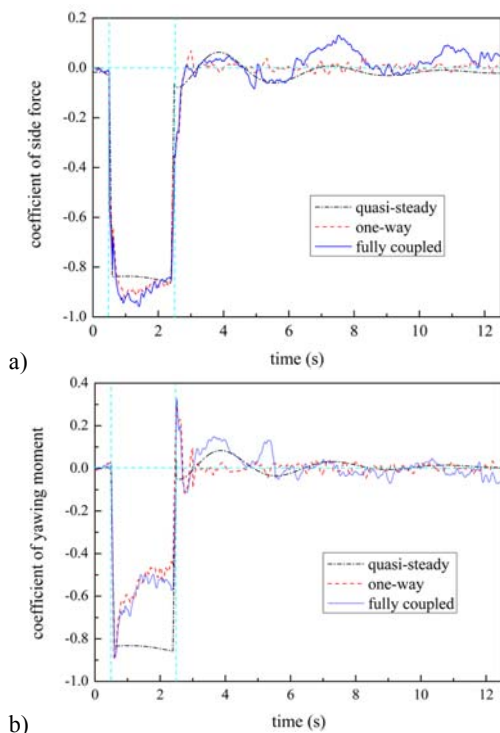 0.0
-0.2
-0.4
-0.6
-0.8
-1.0
coefficient of side force
quasi-steady
one-way
fully coupled
0 2 4 6 8 10 12
time (s)
a)
0.4
0.2
0.0
-0.2
-0.4
-0.6
-0.8
-1.0
coefficient of yawing moment
quasi-steady
one-way
fully coupled
0 2 4 6 8 10 12
time (s)
b)